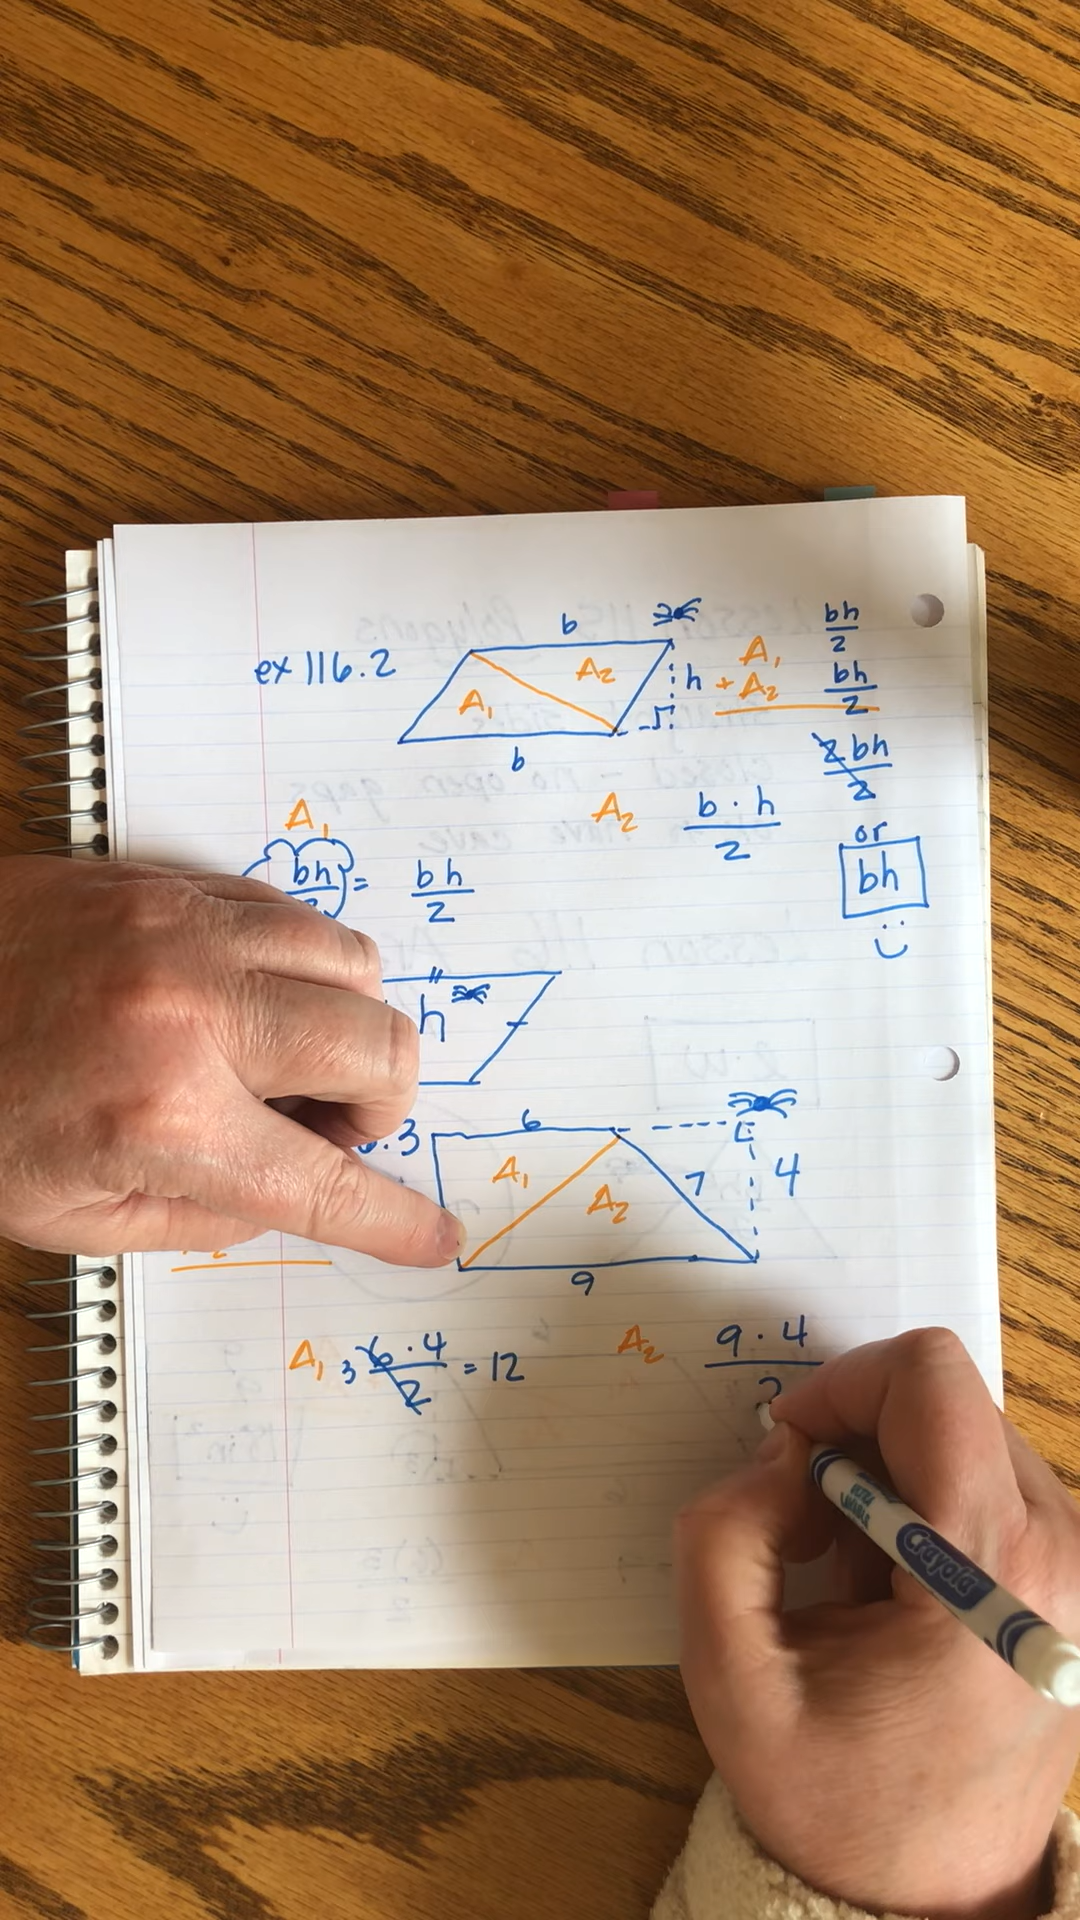 ex 116.2
b
h
A₁
A₂
b
A₁
+ A₂
bh
2
bh
2
2bh
2
or
bh
A₁
bh
= bh
2
A₂
b · h
2
h
.3
6
A₁
A₂
7
4
9
A₁
3
6 · 4
2
= 12
A₂
9 · 4
2
Crayola
ULTRA